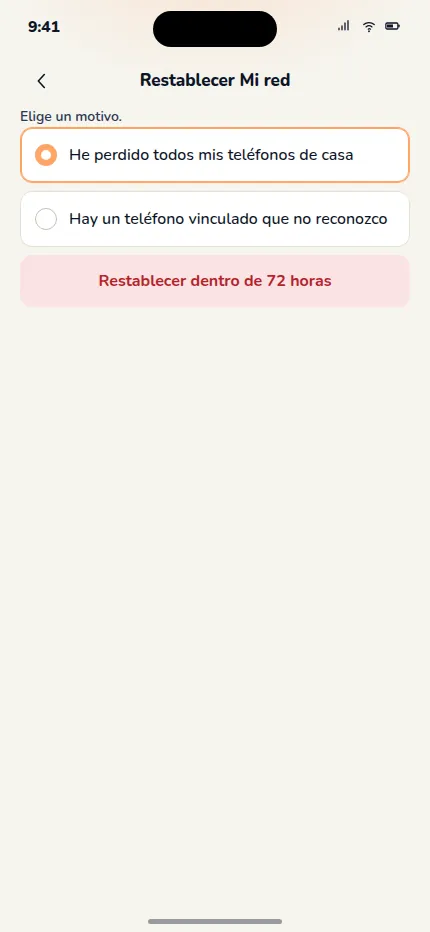 9:41
Restablecer Mi red
Elige un motivo.
He perdido todos mis teléfonos de casa
Hay un teléfono vinculado que no reconozco
Restablecer dentro de 72 horas